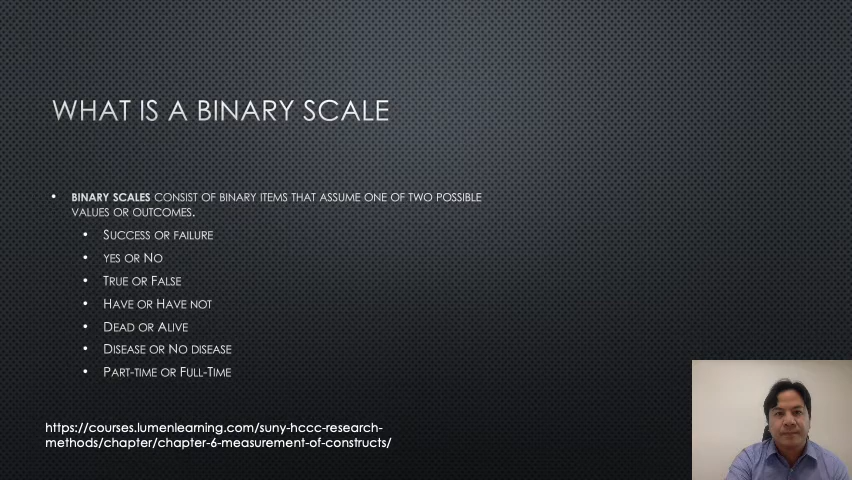 WHAT IS A BINARY SCALE
• BINARY SCALES CONSIST OF BINARY ITEMS THAT ASSUME ONE OF TWO POSSIBLE
VALUES OR OUTCOMES.
• SUCCESS OR FAILURE
• YES OR NO
• TRUE OR FALSE
• HAVE OR HAVE NOT
• DEAD OR ALIVE
• DISEASE OR NO DISEASE
• PART-TIME OR FULL-TIME
https://courses.lumenlearning.com/suny-hccc-research-
methods/chapter/chapter-6-measurement-of-constructs/